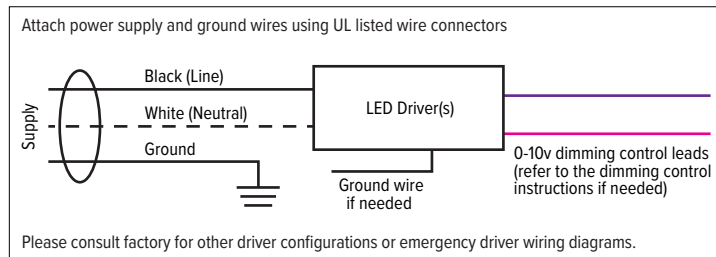 Attach power supply and ground wires using UL listed wire connectors
Supply
Black (Line)
White (Neutral)
Ground
LED Driver(s)
Ground wire
if needed
0-10v dimming control leads
(refer to the dimming control
instructions if needed)
Please consult factory for other driver configurations or emergency driver wiring diagrams.